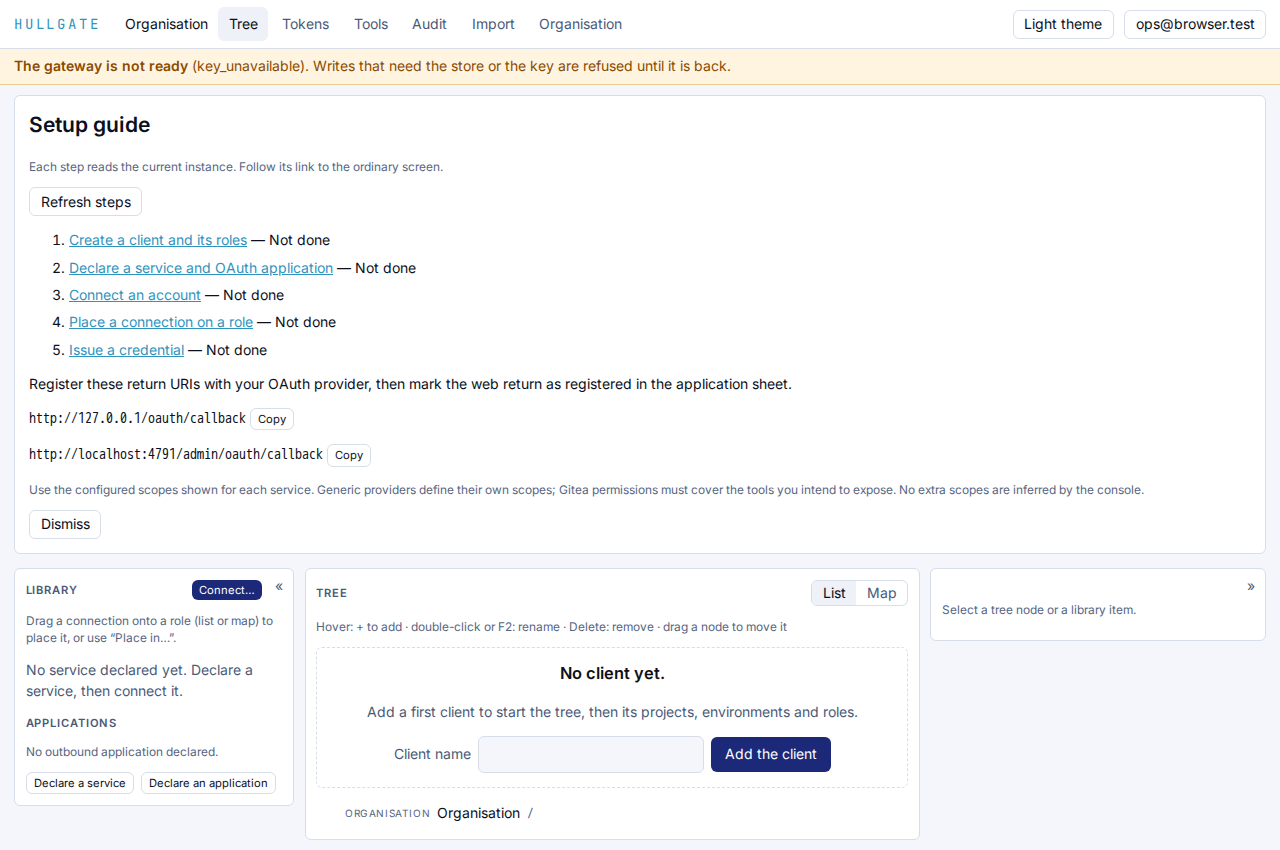 HULLGATE Organisation Tree Tokens Tools Audit Import Organisation Light theme ops@browser.test
The gateway is not ready (key_unavailable). Writes that need the store or the key are refused until it is back.
Setup guide
Each step reads the current instance. Follow its link to the ordinary screen.
Refresh steps
1. Create a client and its roles — Not done
2. Declare a service and OAuth application — Not done
3. Connect an account — Not done
4. Place a connection on a role — Not done
5. Issue a credential — Not done
Register these return URIs with your OAuth provider, then mark the web return as registered in the application sheet.
http://127.0.0.1/oauth/callback Copy
http://localhost:4791/admin/oauth/callback Copy
Use the configured scopes shown for each service. Generic providers define their own scopes; Gitea permissions must cover the tools you intend to expose. No extra scopes are inferred by the console.
Dismiss
LIBRARY Connect... «
Drag a connection onto a role (list or map) to
place it, or use “Place in...”.
No service declared yet. Declare a
service, then connect it.
APPLICATIONS
No outbound application declared.
Declare a service Declare an application
TREE List Map
Hover: + to add · double-click or F2: rename · Delete: remove · drag a node to move it
No client yet.
Add a first client to start the tree, then its projects, environments and roles.
Client name Add the client
ORGANISATION Organisation /
»
Select a tree node or a library item.